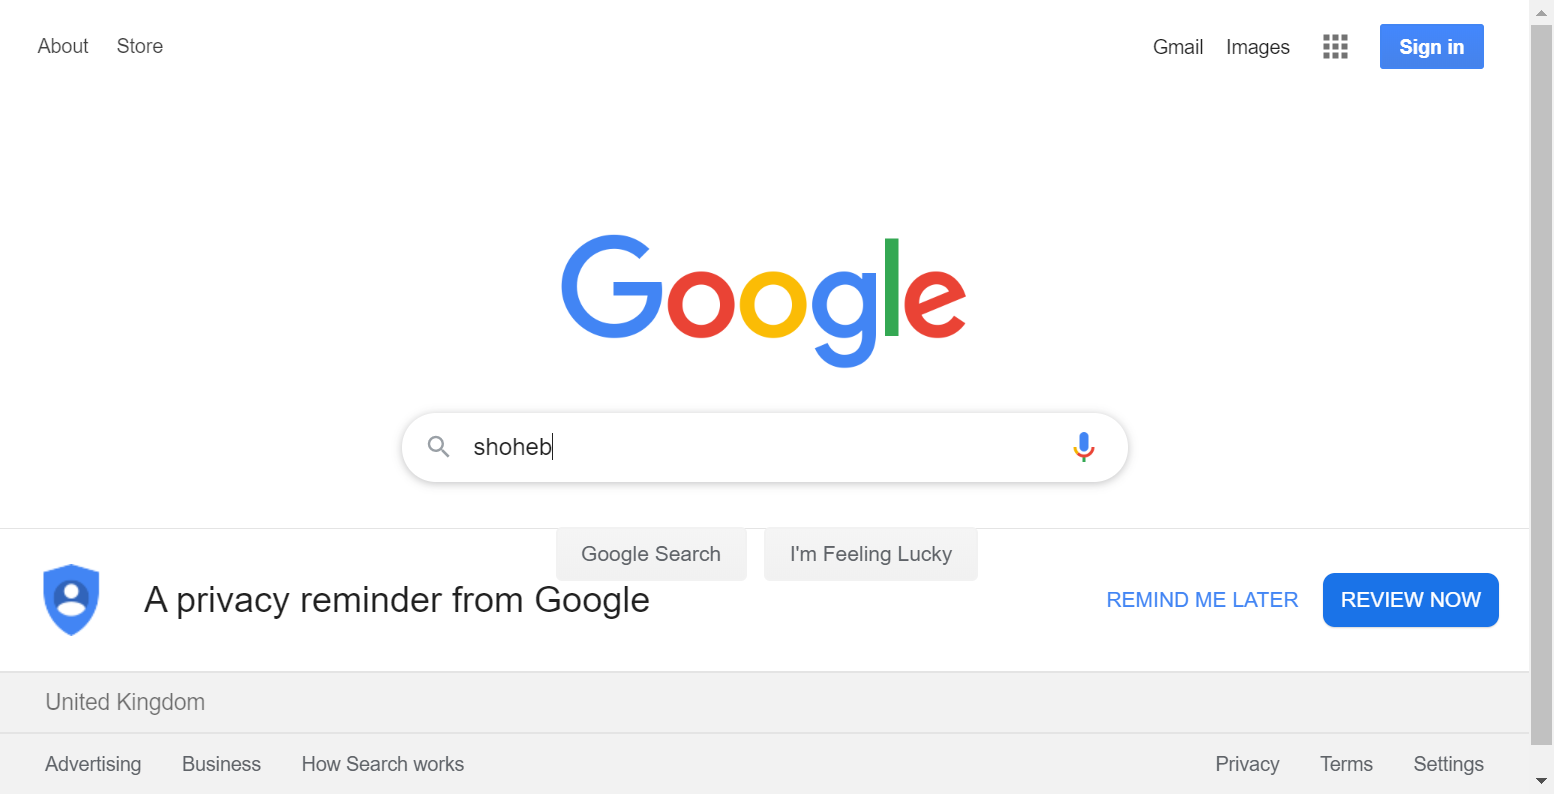 About Store
Gmail Images Sign in
Google
shoheb
Google Search I'm Feeling Lucky
A privacy reminder from Google
REMIND ME LATER REVIEW NOW
United Kingdom
Advertising Business How Search works
Privacy Terms Settings